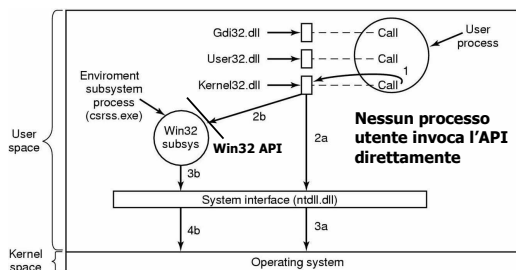 Gdi32.dll
Call
User
process
User32.dll
Call
Enviroment
subsystem
process
(csrss.exe)
Kernel32.dll
Call
1
2b
User
space
Win32
subsys
Win32 API
2a
Nessun processo
utente invoca l'API
direttamente
3b
System interface (ntdll.dll)
4b
3a
Kernel
space
Operating system